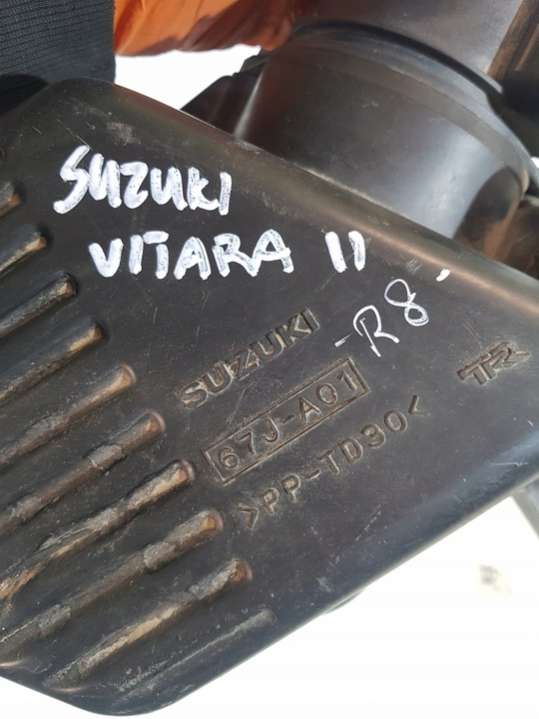 SUZUKI
VITARA II
-R8'
SUZUKI
67J-A01
>PP-TD30<
TR